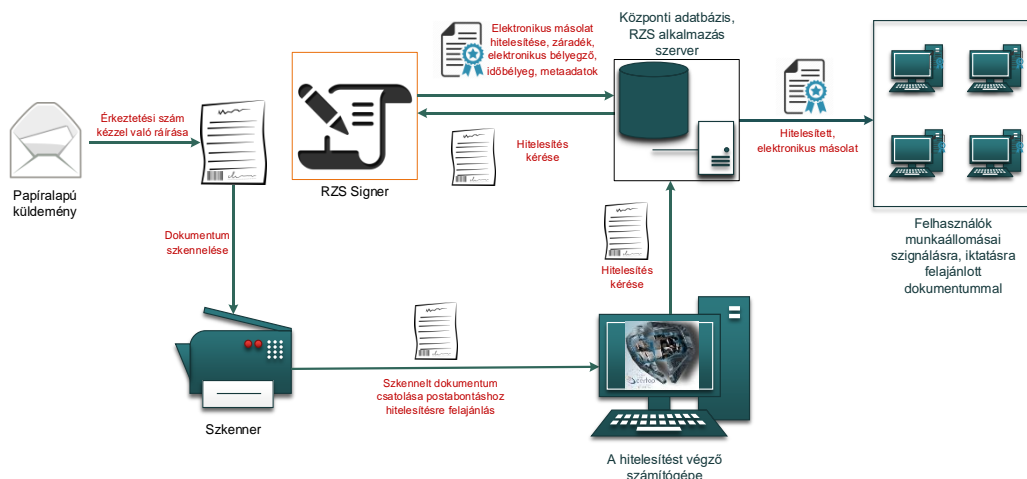 Elektronikus másolat
hitelesítése, záradék,
elektronikus bélyegző,
időbélyeg, metaadatok
Központi adatbázis,
RZS alkalmazás
szerver
Érkeztetési szám
kézzel való ráírása
Papíralapú
küldemény
RZS Signer
Hitelesítés
kérése
Hitelesített,
elektronikus másolat
Felhasználók
munkaállomásai
szignálásra, iktatásra
felajánlott
dokumentummal
Dokumentum
szkennelése
Hitelesítés
kérése
Szkennelt dokumentum
csatolása postabontáshoz
hitelesítésre felajánlás
Szkenner
A hitelesítést végző
számítógépe